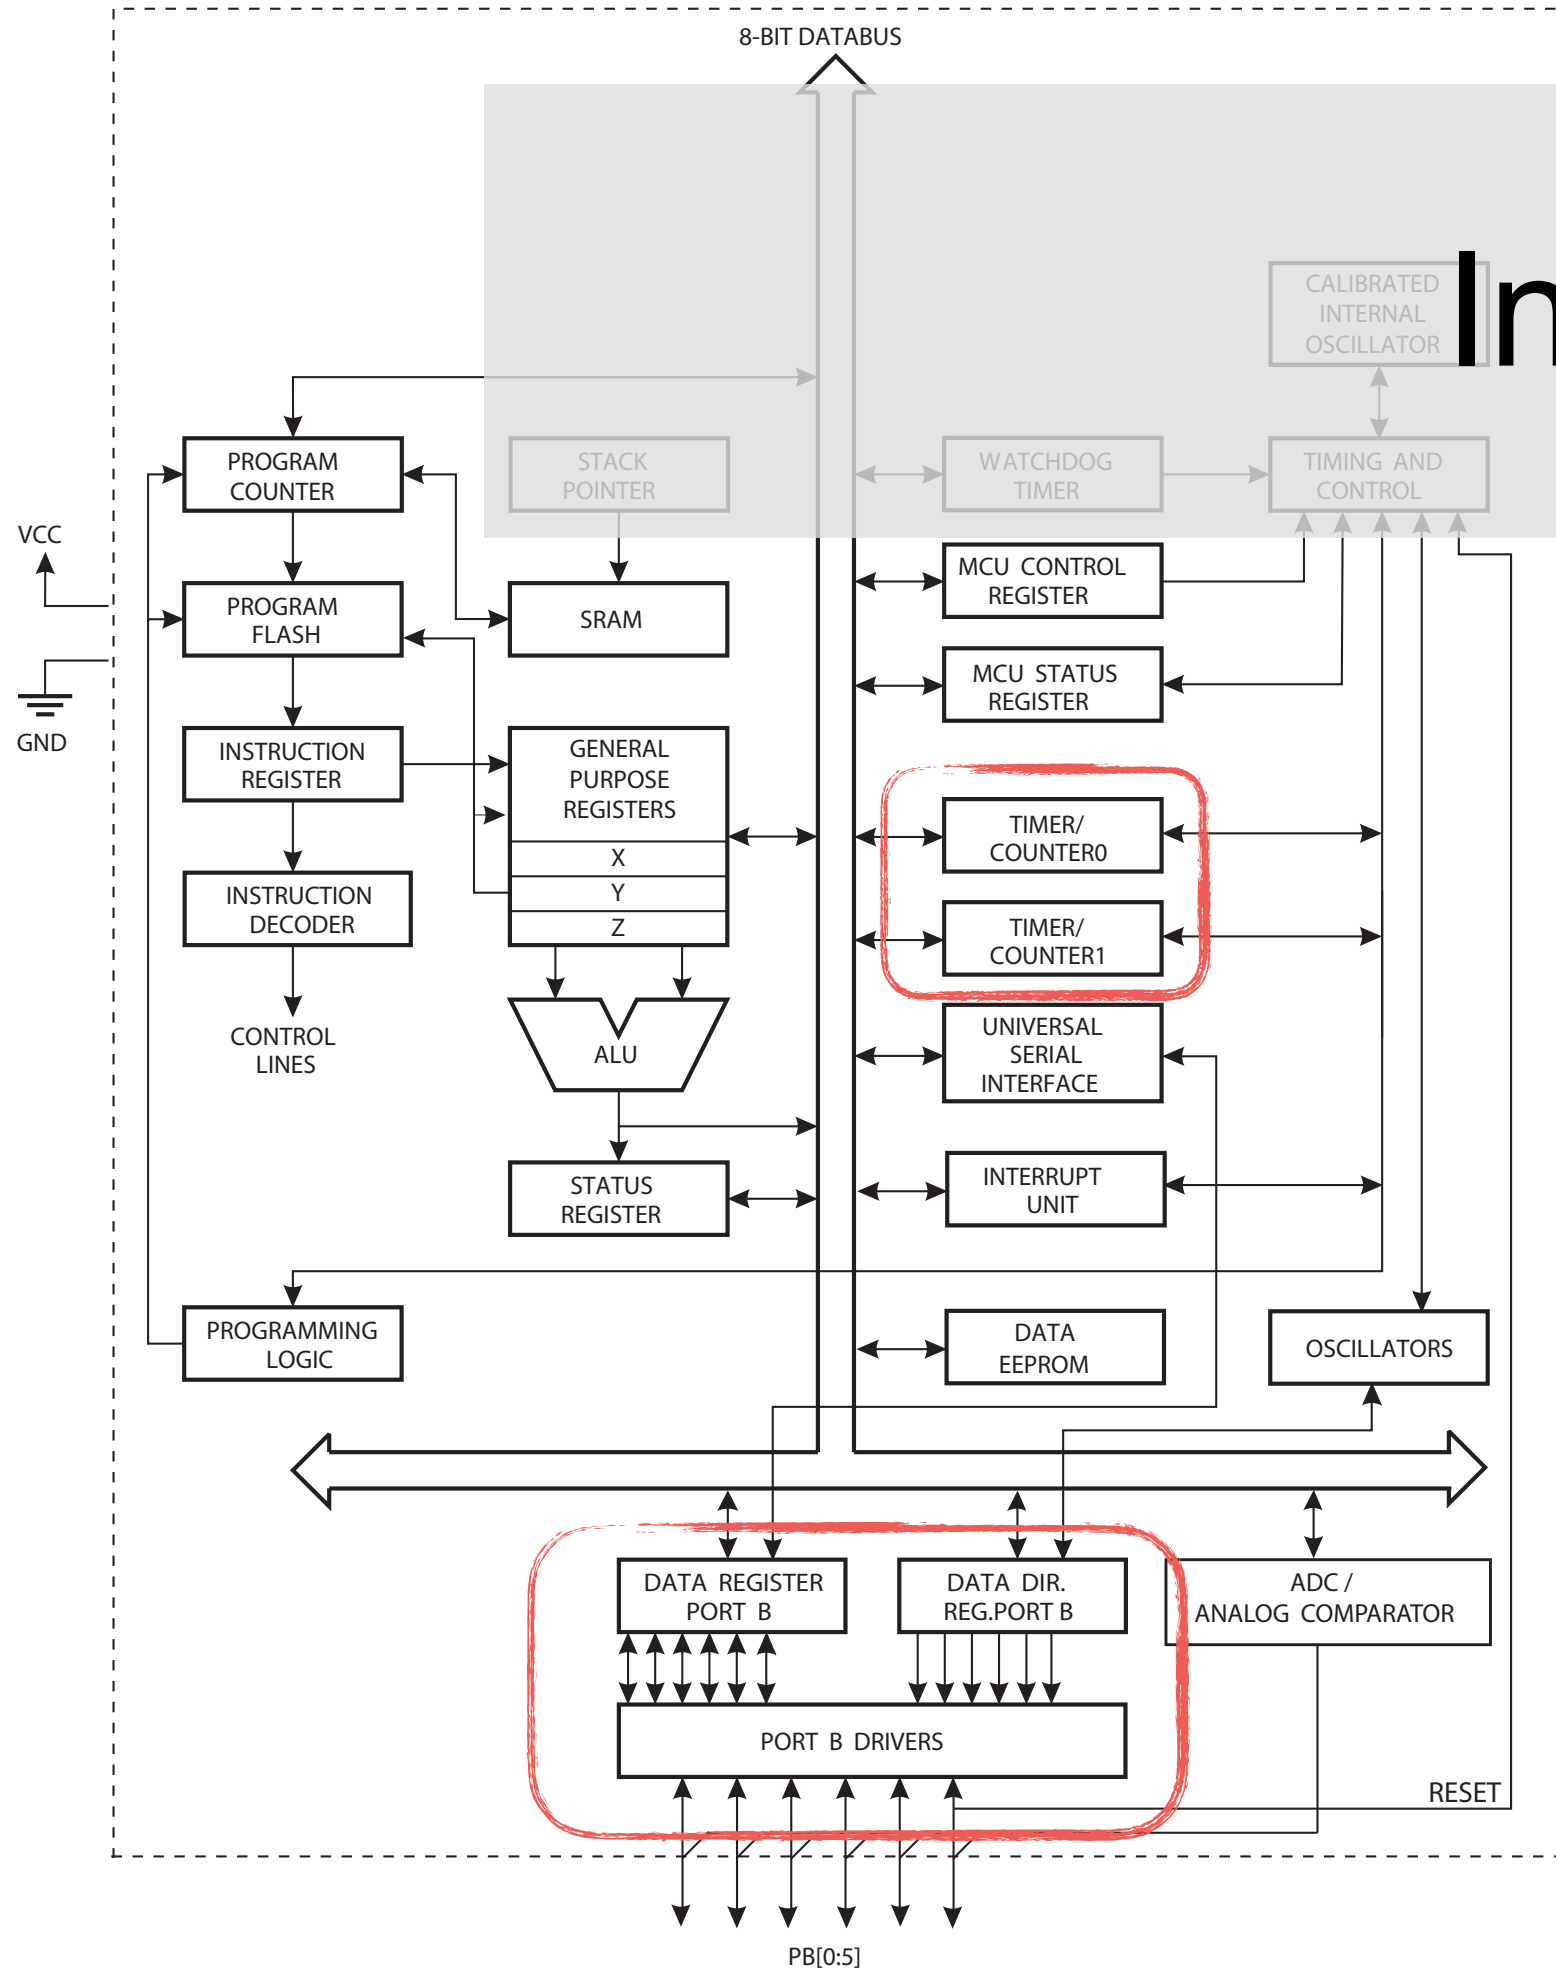 8-BIT DATABUS
CALIBRATED
INTERNAL
OSCILLATOR
In
PROGRAM
COUNTER
STACK
POINTER
WATCHDOG
TIMER
TIMING AND
CONTROL
VCC
GND
PROGRAM
FLASH
SRAM
MCU CONTROL
REGISTER
MCU STATUS
REGISTER
INSTRUCTION
REGISTER
GENERAL
PURPOSE
REGISTERS
X
Y
Z
TIMER/
COUNTER0
INSTRUCTION
DECODER
TIMER/
COUNTER1
CONTROL
LINES
ALU
UNIVERSAL
SERIAL
INTERFACE
STATUS
REGISTER
INTERRUPT
UNIT
PROGRAMMING
LOGIC
DATA
EEPROM
OSCILLATORS
DATA REGISTER
PORT B
DATA DIR.
REG.PORT B
ADC /
ANALOG COMPARATOR
PORT B DRIVERS
RESET
PB[0:5]